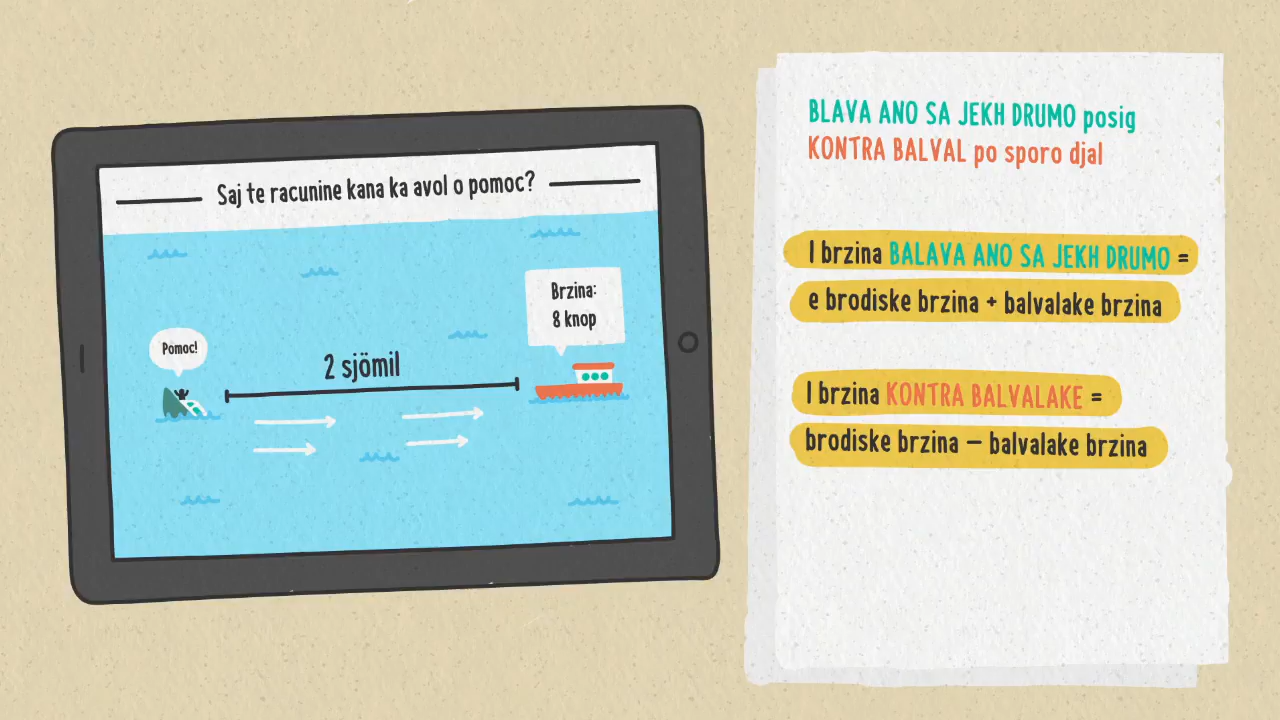 Saj te racunine kana ka avol o pomoc?
Brzina:
8 knop
Pomoc!
2 sjömil
BLAVA ANO SA JEKH DRUMO posig
KONTRA BALVAL po sporo djal
I brzina BALAVA ANO SA JEKH DRUMO =
e brodiske brzina + balvalake brzina
I brzina KONTRA BALVALAKE =
brodiske brzina – balvalake brzina